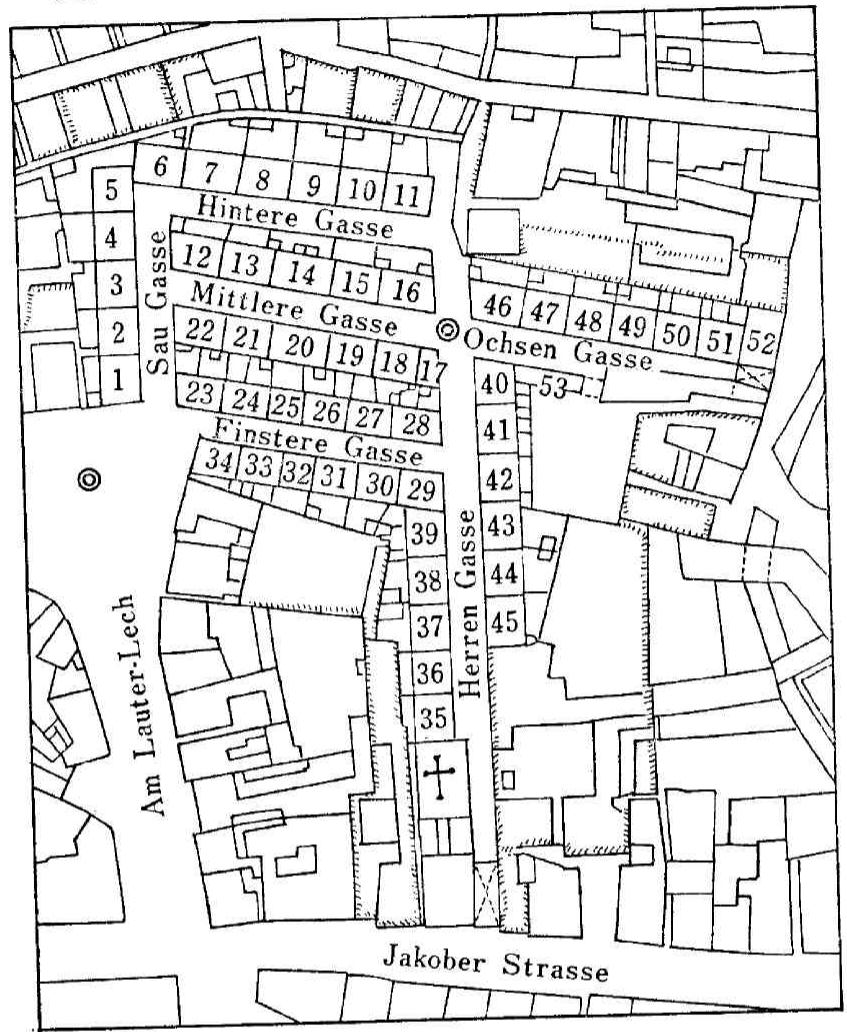 6 7 8 9 10 11
5
4
3
2
1
Hintere Gasse
Sau Gasse
12 13 14 15 16
Mittlere Gasse
46 47 48 49 50 51 52
Ochsen Gasse
22 21 20 19 18 17
53
23 24 25 26 27 28
Finstere Gasse
34 33 32 31 30 29
40
41
42
43
44
45
39
38
37
36
35
Herren Gasse
Am Lauter-Lech
Jakober Strasse